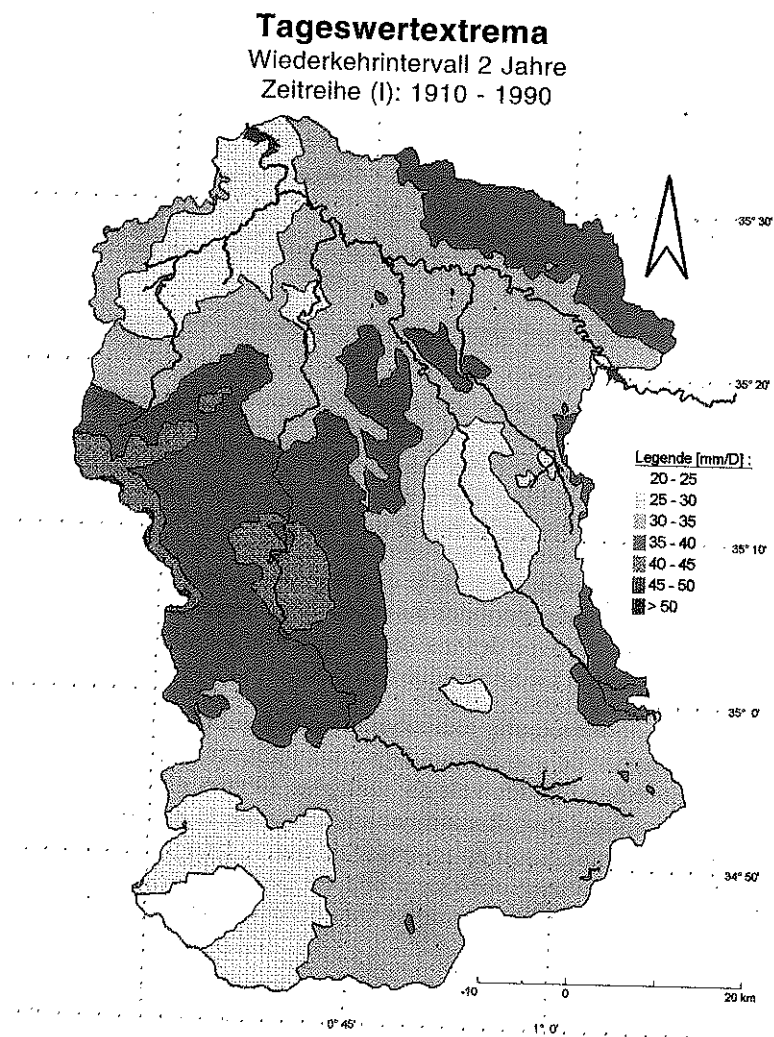 Tageswertextrema
Wiederkehrintervall 2 Jahre
Zeitreihe (I): 1910 - 1990
35° 30'
35° 20'
Legende [mm/D] :
20 - 25
25 - 30
30 - 35
35 - 40
40 - 45
45 - 50
> 50
35° 10'
35° 0'
34° 50'
-10 0 20 km
0° 45' 1° 0'